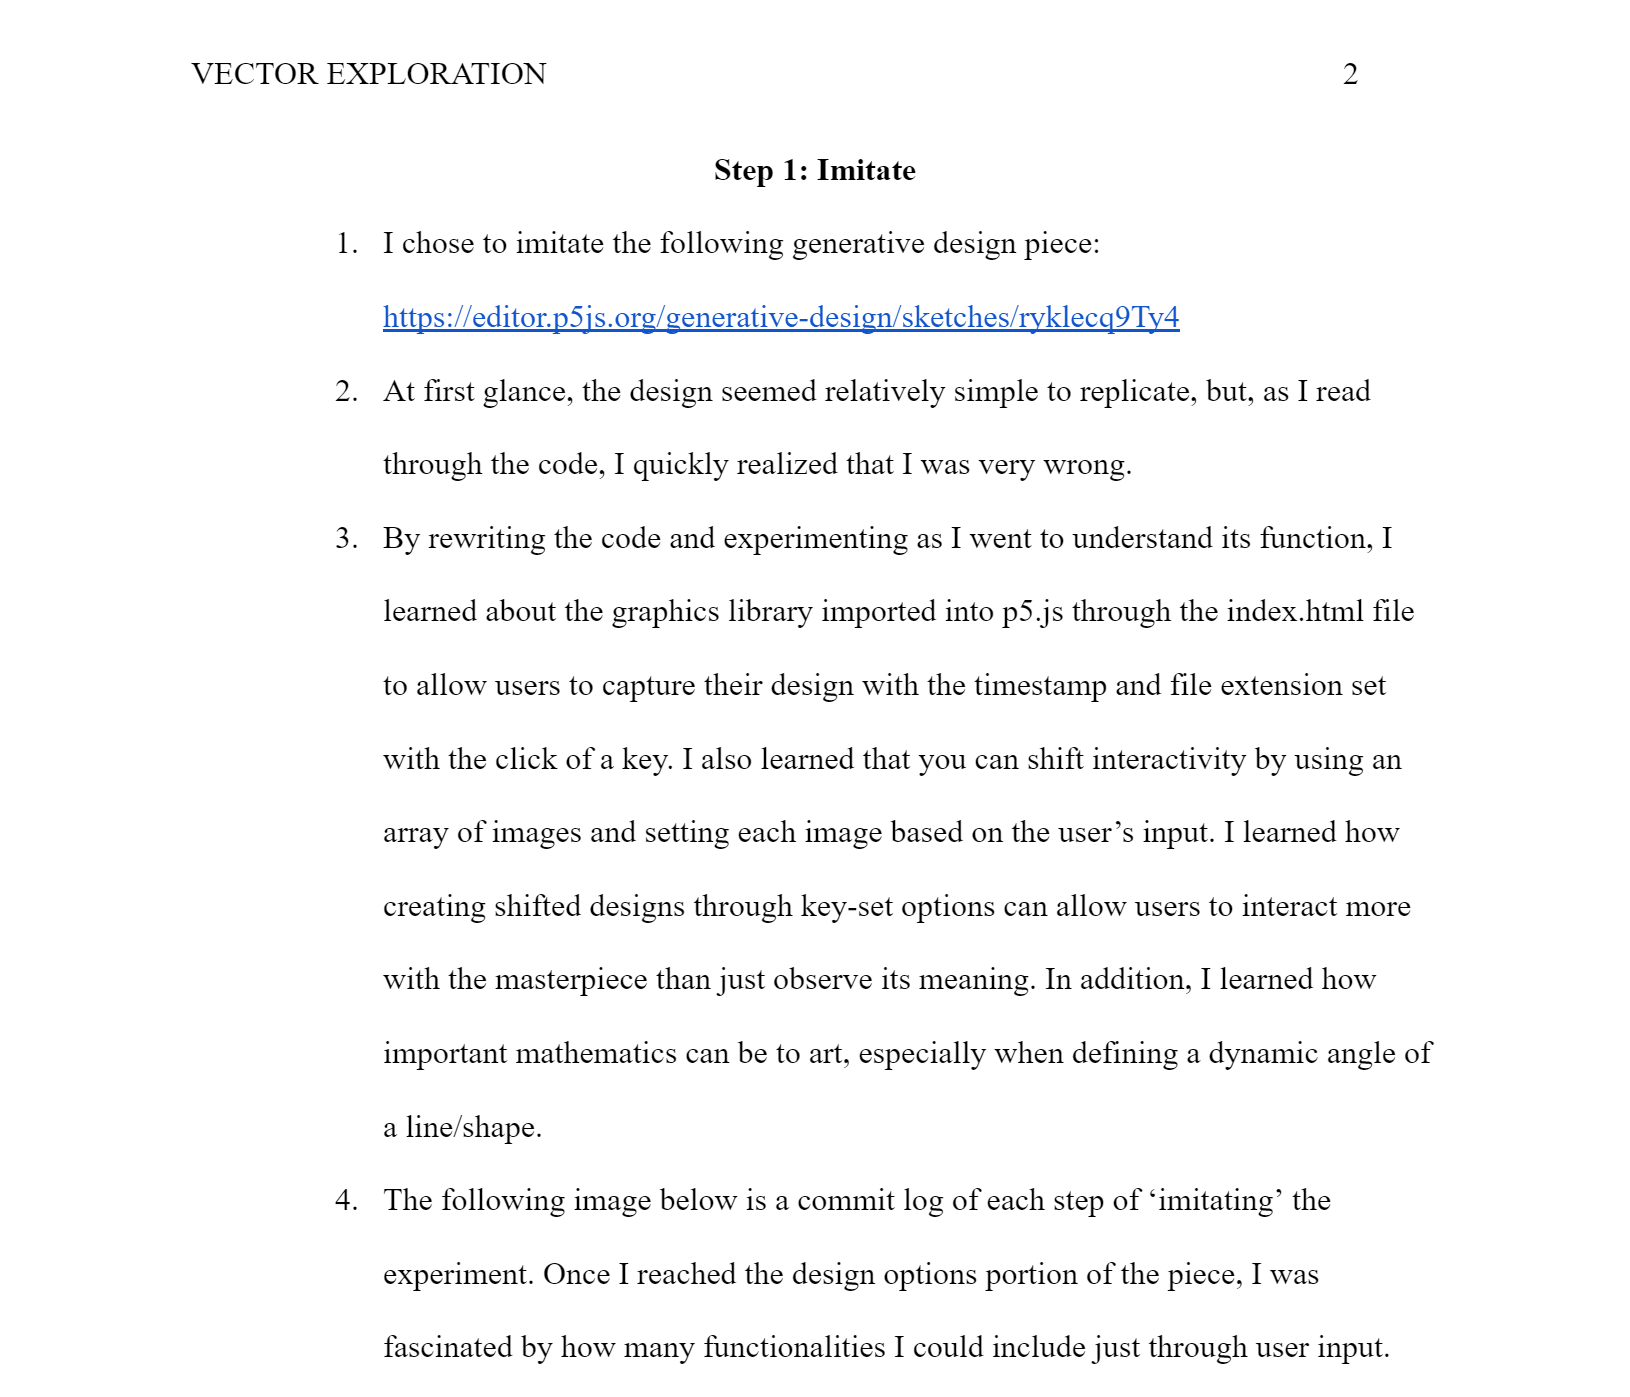 VECTOR EXPLORATION 2
Step 1: Imitate
1. I chose to imitate the following generative design piece:
https://editor.p5js.org/generative-design/sketches/ryklecq9Ty4
2. At first glance, the design seemed relatively simple to replicate, but, as I read
through the code, I quickly realized that I was very wrong.
3. By rewriting the code and experimenting as I went to understand its function, I
learned about the graphics library imported into p5.js through the index.html file
to allow users to capture their design with the timestamp and file extension set
with the click of a key. I also learned that you can shift interactivity by using an
array of images and setting each image based on the user’s input. I learned how
creating shifted designs through key-set options can allow users to interact more
with the masterpiece than just observe its meaning. In addition, I learned how
important mathematics can be to art, especially when defining a dynamic angle of
a line/shape.
4. The following image below is a commit log of each step of ‘imitating’ the
experiment. Once I reached the design options portion of the piece, I was
fascinated by how many functionalities I could include just through user input.